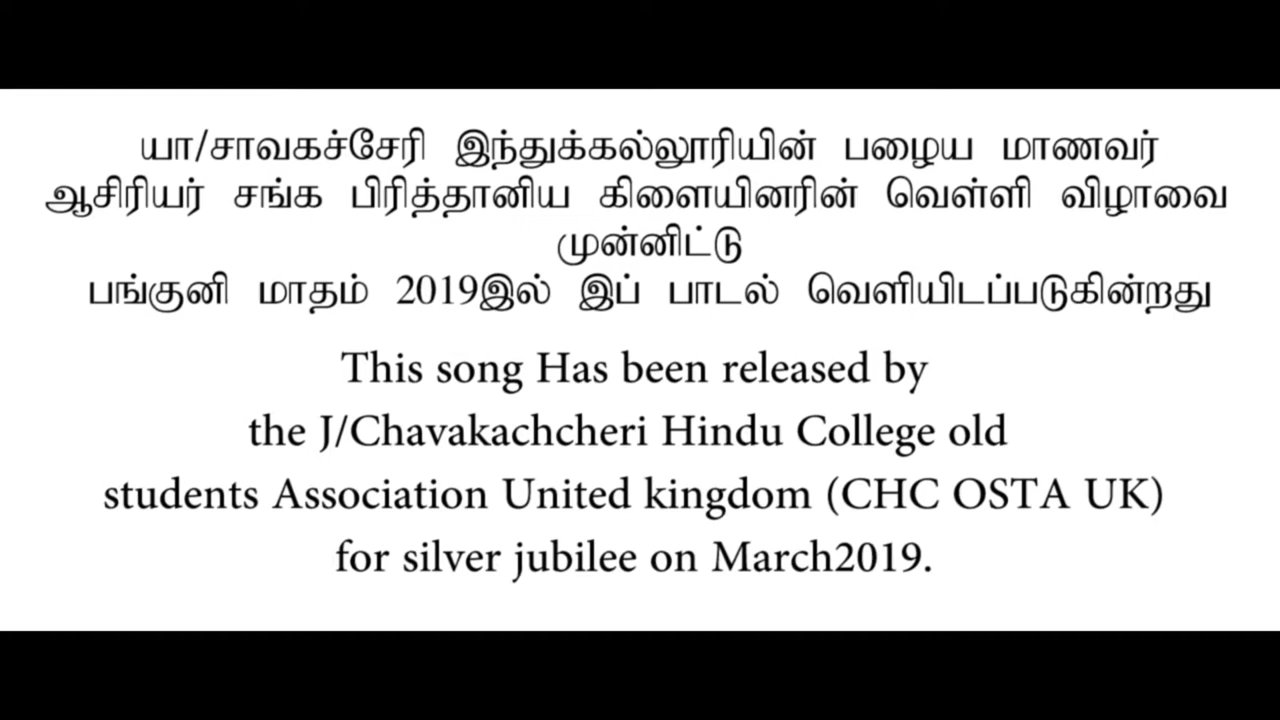 யா/சாவகச்சேரி இந்துக்கல்லூரியின் பழைய மாணவர்
ஆசிரியர் சங்க பிரித்தானிய கிளையினரின் வெள்ளி விழாவை
முன்னிட்டு
பங்குனி மாதம் 2019இல் இப் பாடல் வெளியிடப்படுகின்றது
This song Has been released by
the J/Chavakachcheri Hindu College old
students Association United kingdom (CHC OSTA UK)
for silver jubilee on March2019.